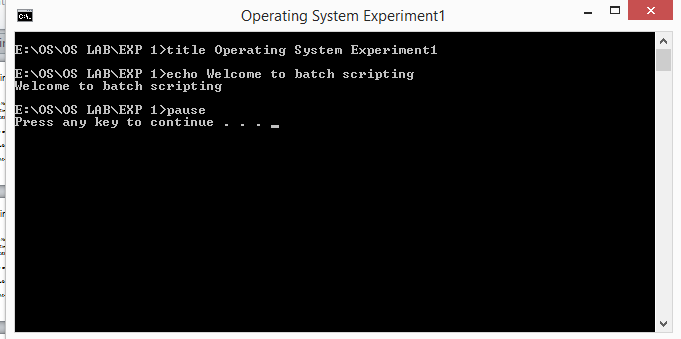 Operating System Experiment1
E:\OS\OS LAB\EXP 1>title Operating System Experiment1
E:\OS\OS LAB\EXP 1>echo Welcome to batch scripting
Welcome to batch scripting
E:\OS\OS LAB\EXP 1>pause
Press any key to continue . . . _